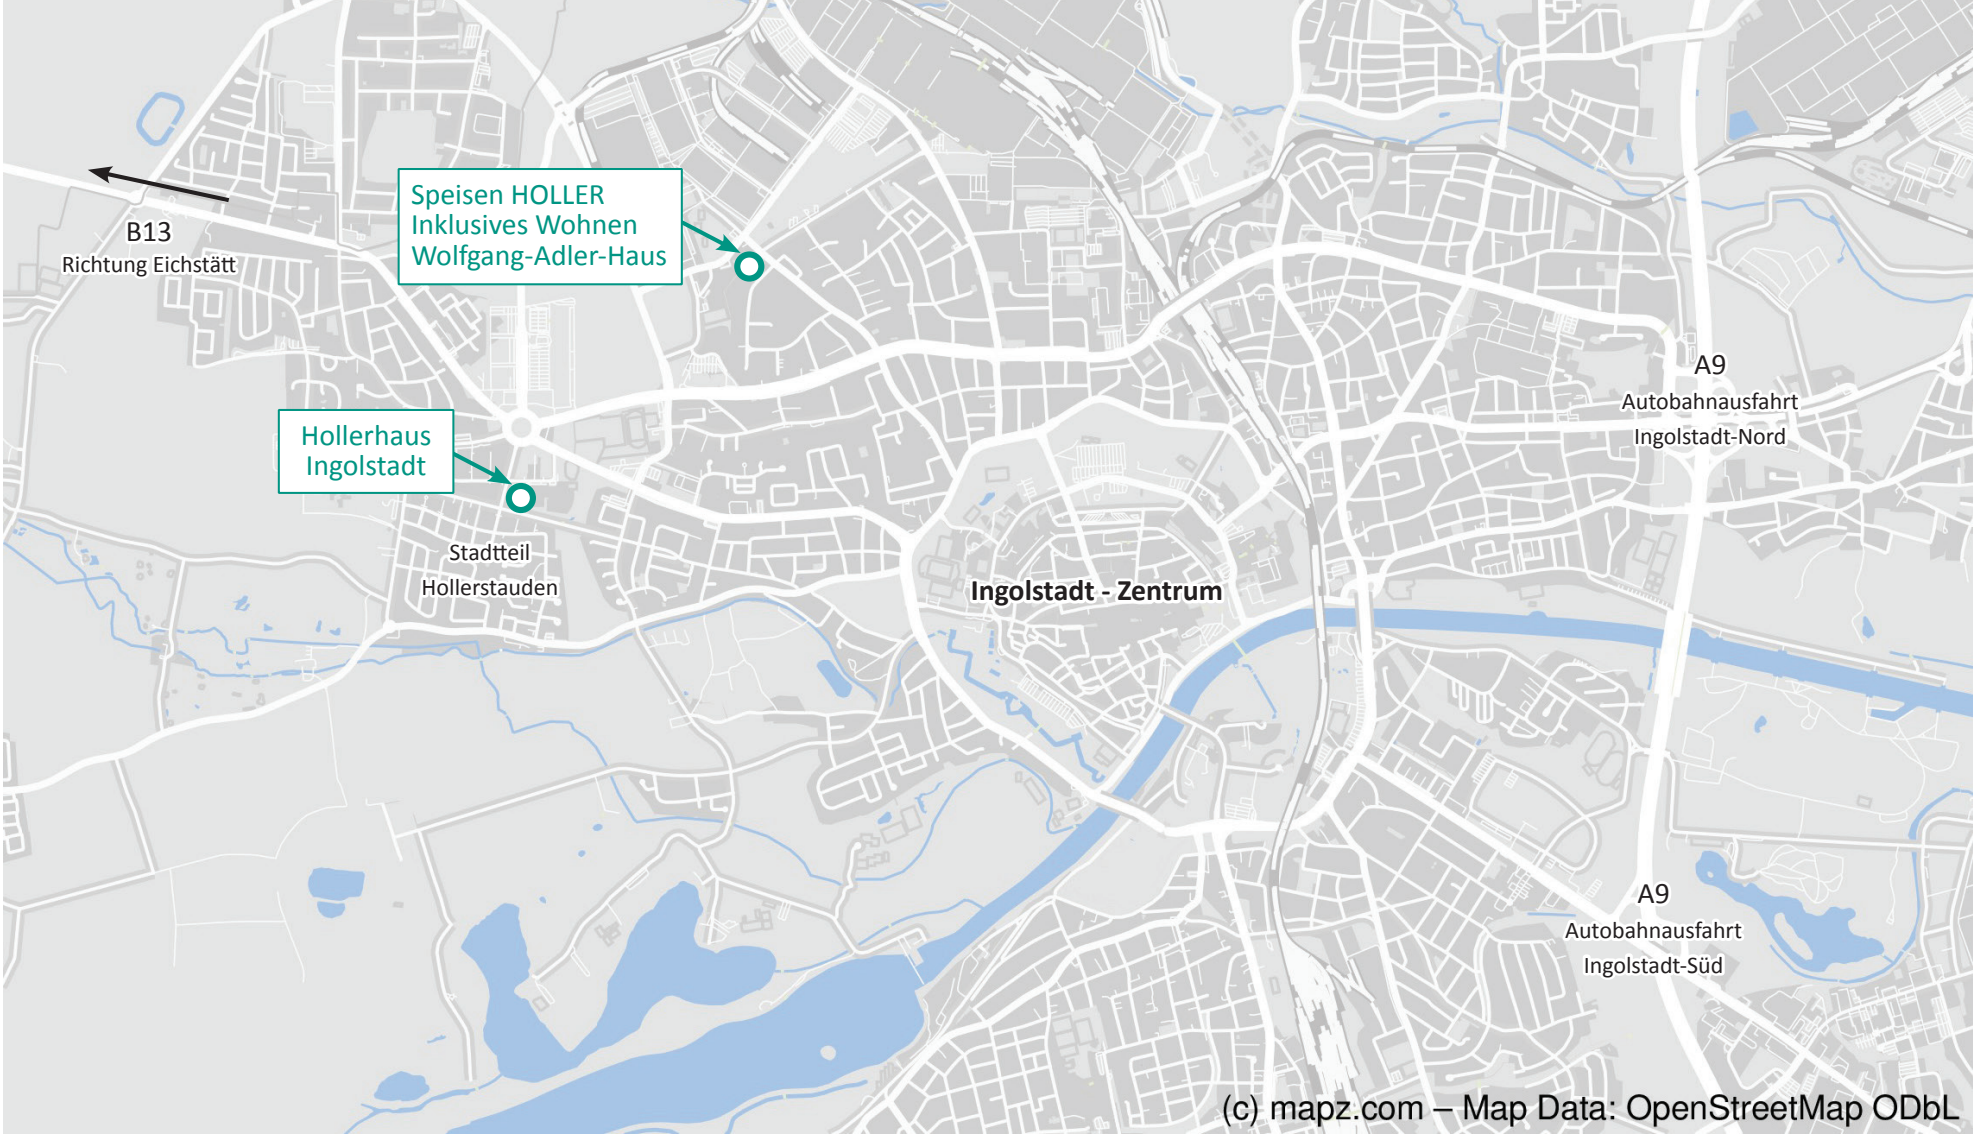 Speisen HOLLER
Inklusives Wohnen
Wolfgang-Adler-Haus
B13
Richtung Eichstätt
A9
Autobahnausfahrt
Ingolstadt-Nord
Hollerhaus
Ingolstadt
Stadtteil
Hollerstauden
Ingolstadt - Zentrum
A9
Autobahnausfahrt
Ingolstadt-Süd
(c) mapz.com – Map Data: OpenStreetMap ODbL